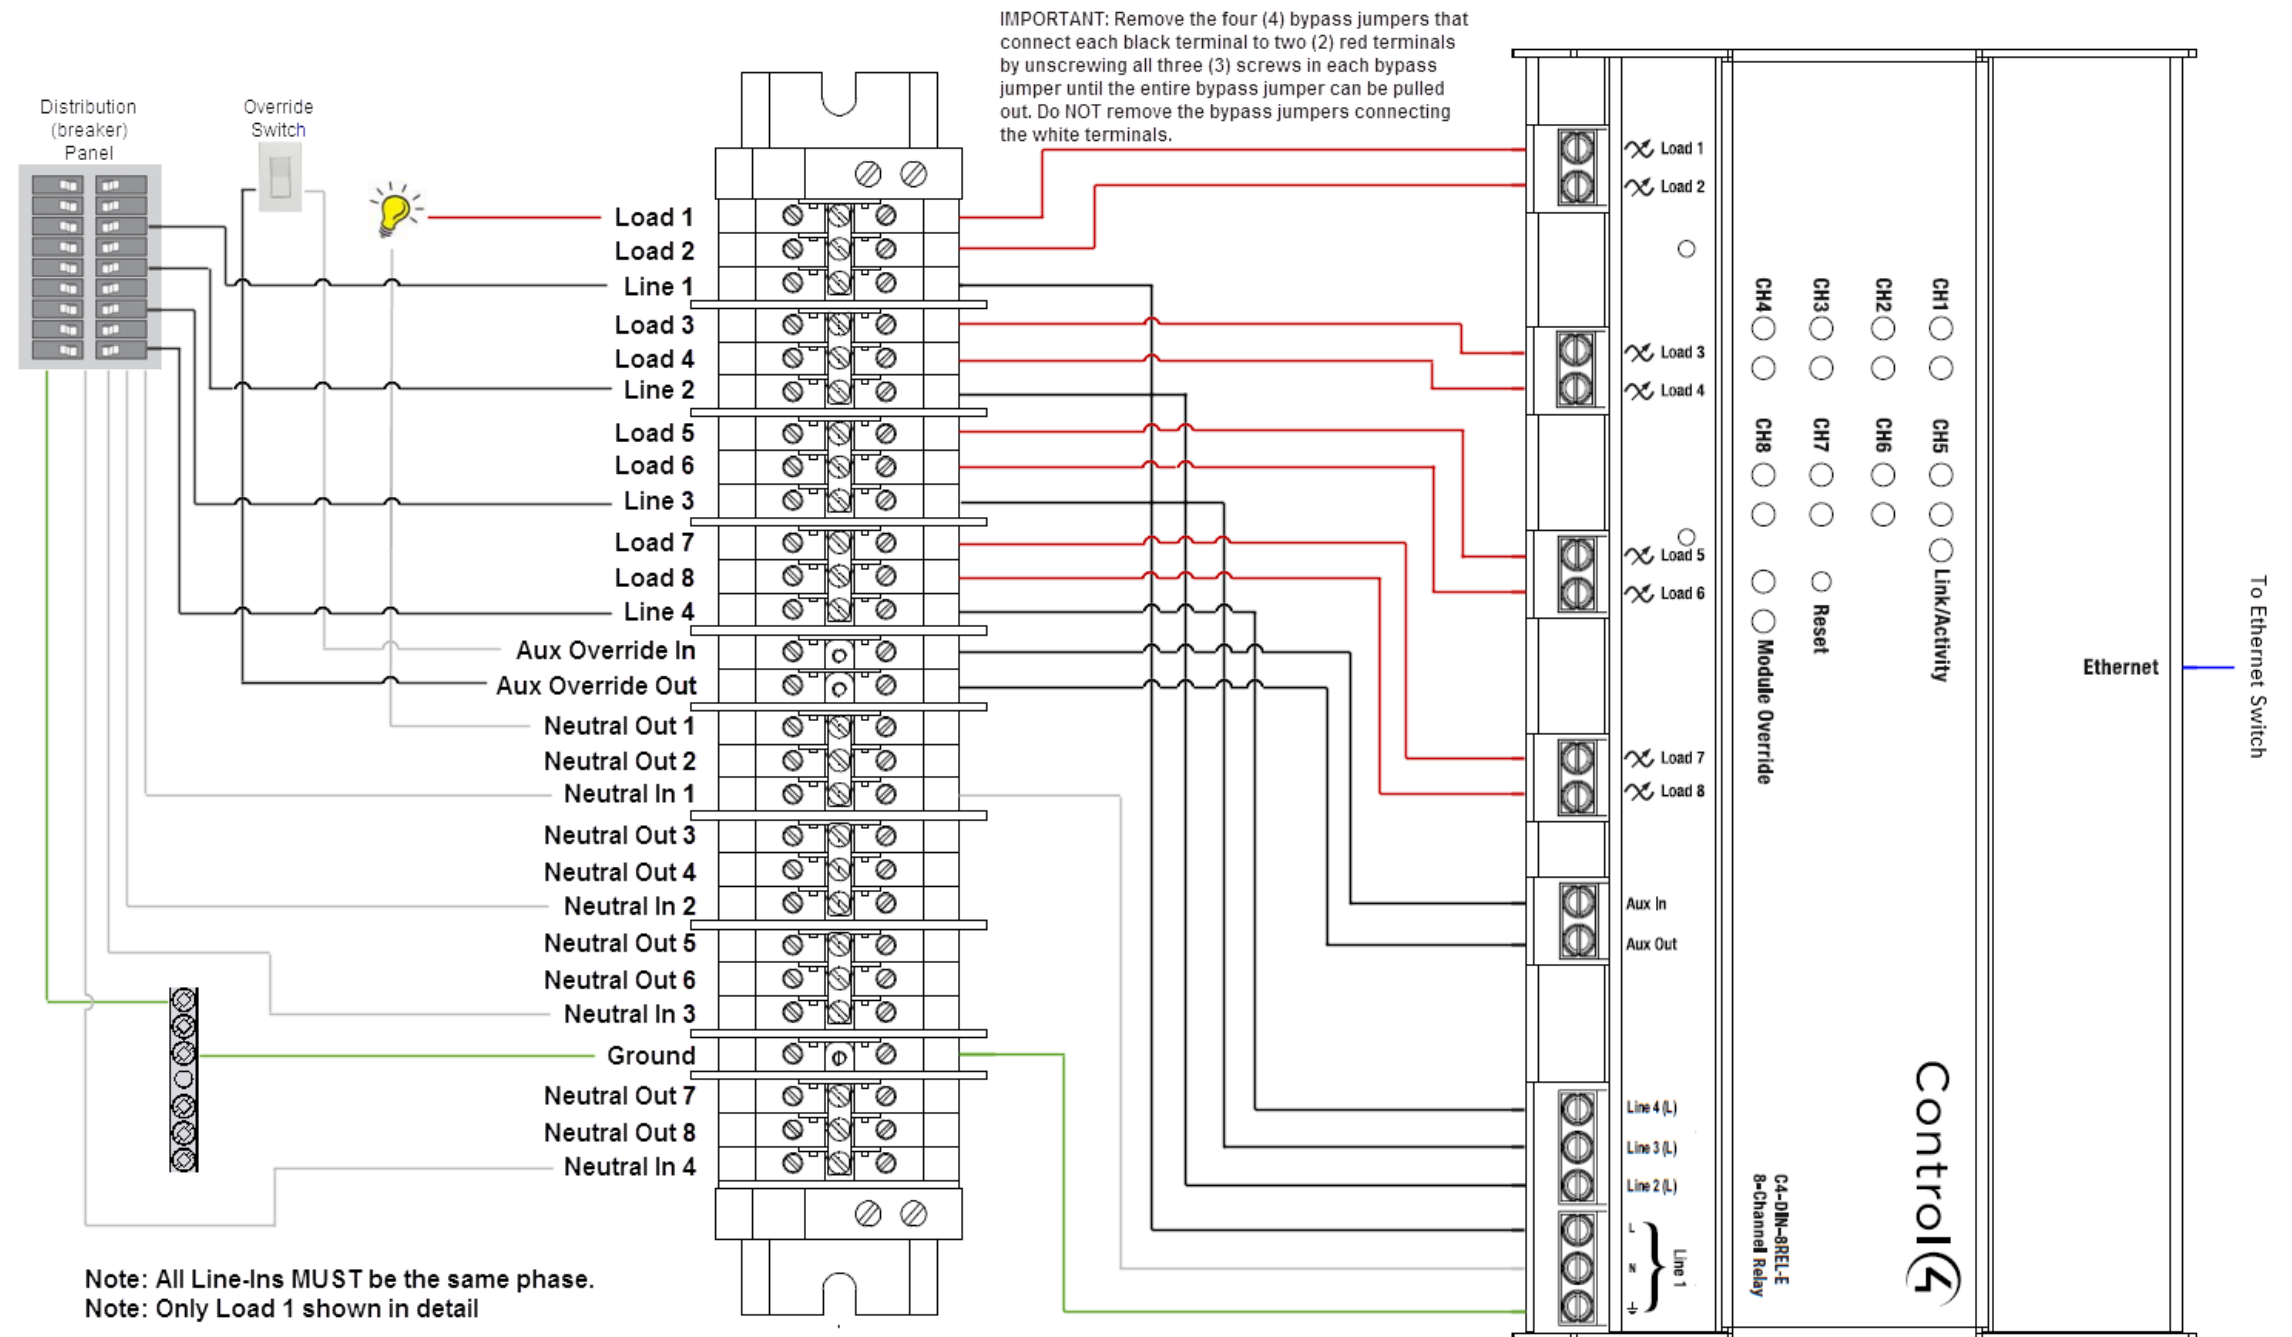 IMPORTANT: Remove the four (4) bypass jumpers that
connect each black terminal to two (2) red terminals
by unscrewing all three (3) screws in each bypass
jumper until the entire bypass jumper can be pulled
out. Do NOT remove the bypass jumpers connecting
the white terminals.
Distribution
(breaker)
Panel
Override
Switch
Load 1
Load 2
Line 1
Load 3
Load 4
Line 2
Load 5
Load 6
Line 3
Load 7
Load 8
Line 4
Aux Override In
Aux Override Out
Neutral Out 1
Neutral Out 2
Neutral In 1
Neutral Out 3
Neutral Out 4
Neutral In 2
Neutral Out 5
Neutral Out 6
Neutral In 3
Ground
Neutral Out 7
Neutral Out 8
Neutral In 4
Note: All Line-Ins MUST be the same phase.
Note: Only Load 1 shown in detail
Load 1
Load 2
Load 3
Load 4
Load 5
Load 6
Load 7
Load 8
Aux In
Aux Out
Line 4 (L)
Line 3 (L)
Line 2 (L)
L
N
Line 1
CH4
CH3
CH2
CH1
CH8
CH7
CH6
CH5
Link/Activity
Reset
Module Override
Control4
C4-DIN-8REL-E
8-Channel Relay
Ethernet
To Ethernet Switch